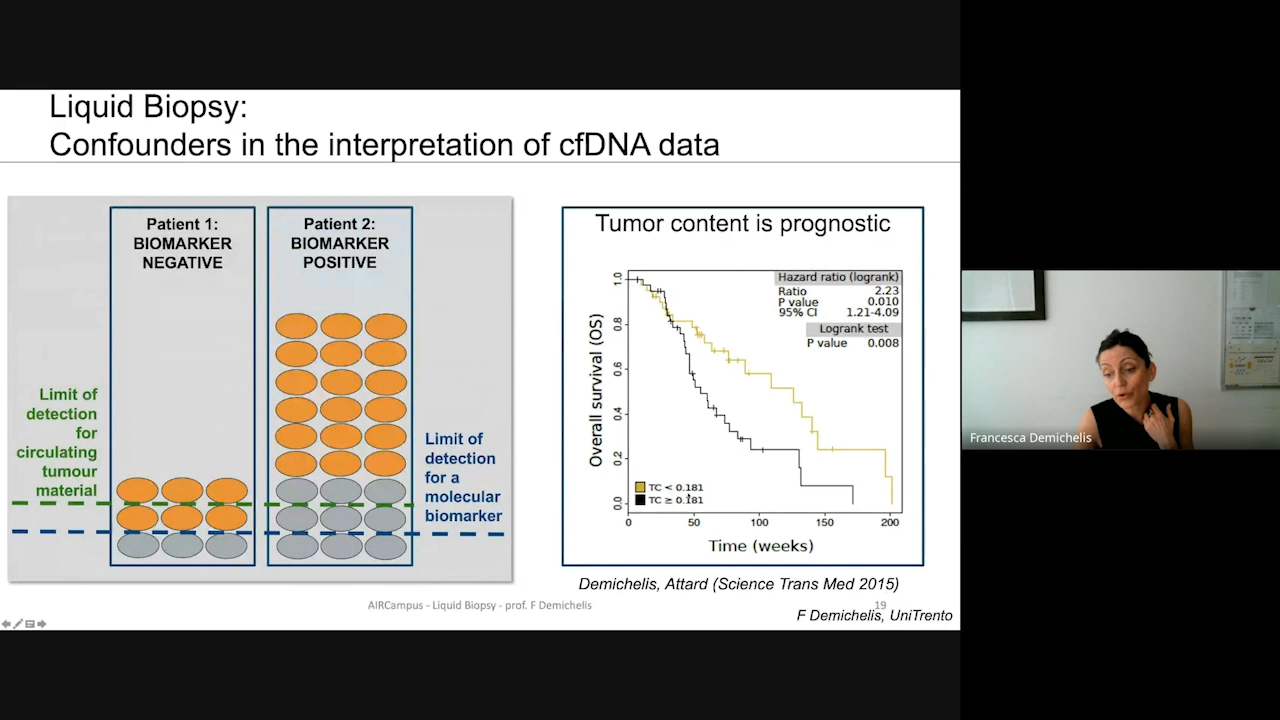 Liquid Biopsy:
Confounders in the interpretation of cfDNA data
Patient 1:
BIOMARKER
NEGATIVE
Patient 2:
BIOMARKER
POSITIVE
Limit of
detection
for
circulating
tumour
material
Limit of
detection
for a
molecular
biomarker
Tumor content is prognostic
Hazard ratio (logrank)
Ratio 2.23
P value 0.010
95% CI 1.21-4.09
Logrank test
P value 0.008
Overall survival (OS)
1.0
0.8
0.6
0.4
0.2
0.0
TC < 0.181
TC ≥ 0.181
0 50 100 150 200
Time (weeks)
Demichelis, Attard (Science Trans Med 2015)
AIRCampus - Liquid Biopsy - prof. F Demichelis
19
F Demichelis, UniTrento
Francesca Demichelis